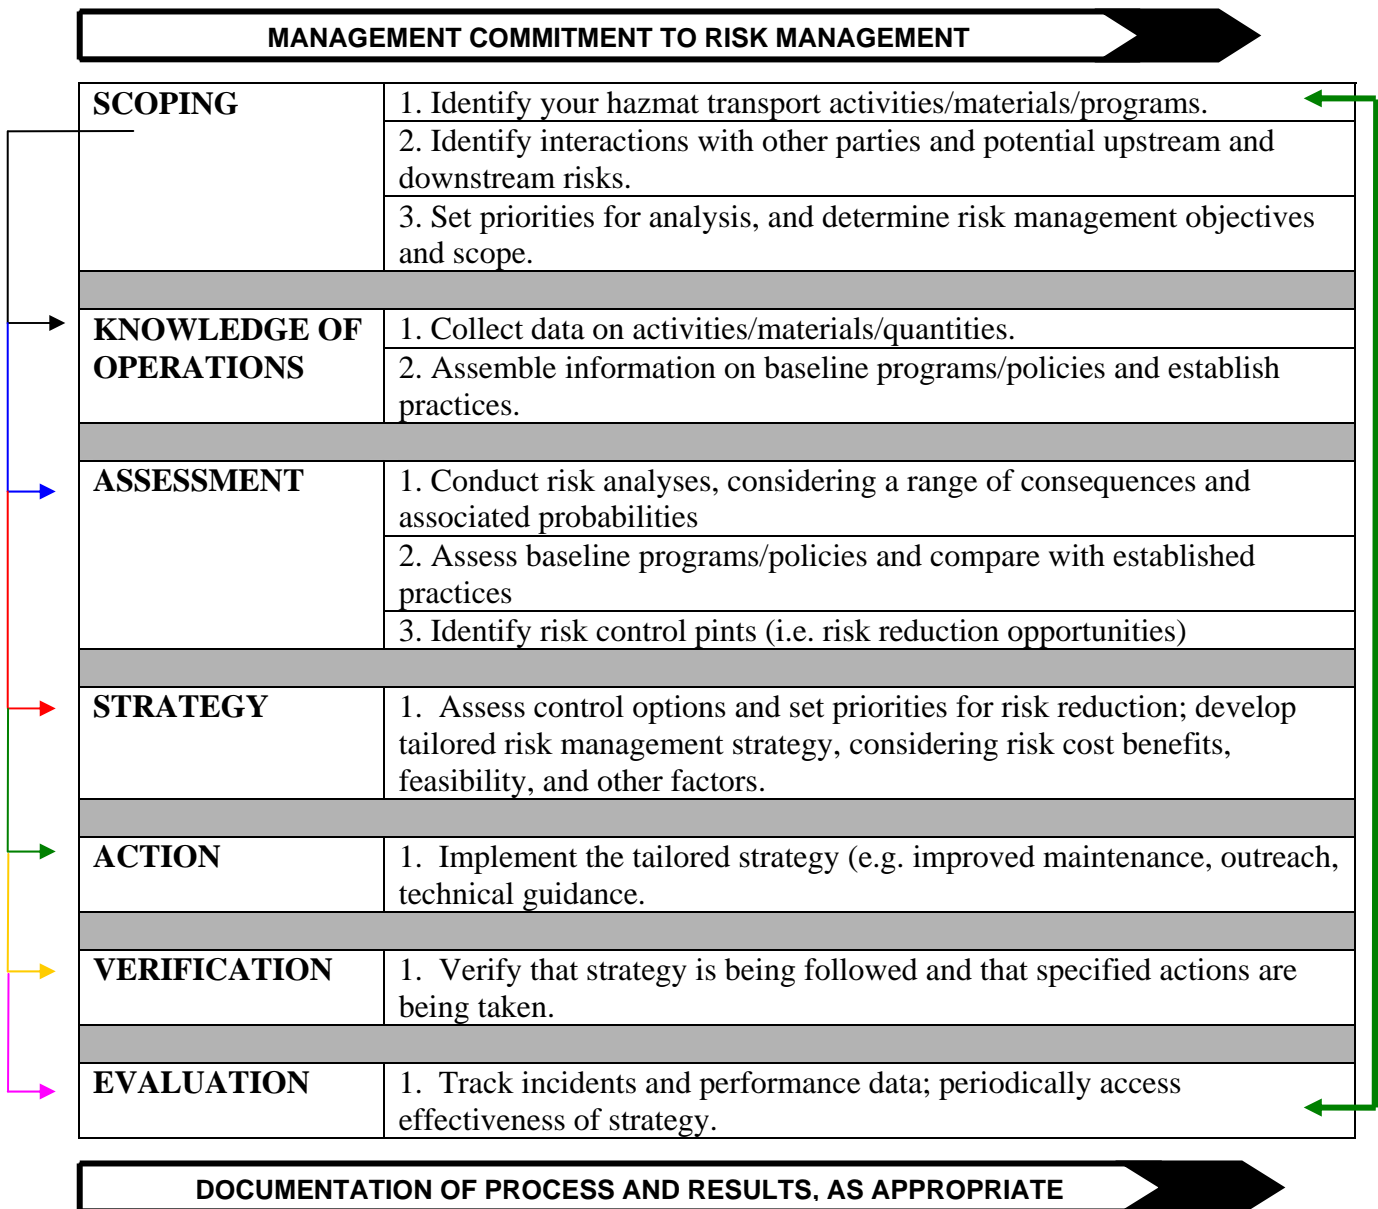 MANAGEMENT COMMITMENT TO RISK MANAGEMENT
SCOPING
1. Identify your hazmat transport activities/materials/programs.
2. Identify interactions with other parties and potential upstream and
downstream risks.
3. Set priorities for analysis, and determine risk management objectives
and scope.
KNOWLEDGE OF
OPERATIONS
1. Collect data on activities/materials/quantities.
2. Assemble information on baseline programs/policies and establish
practices.
ASSESSMENT
1. Conduct risk analyses, considering a range of consequences and
associated probabilities
2. Assess baseline programs/policies and compare with established
practices
3. Identify risk control pints (i.e. risk reduction opportunities)
STRATEGY
1. Assess control options and set priorities for risk reduction; develop
tailored risk management strategy, considering risk cost benefits,
feasibility, and other factors.
ACTION
1. Implement the tailored strategy (e.g. improved maintenance, outreach,
technical guidance.
VERIFICATION
1. Verify that strategy is being followed and that specified actions are
being taken.
EVALUATION
1. Track incidents and performance data; periodically access
effectiveness of strategy.
DOCUMENTATION OF PROCESS AND RESULTS, AS APPROPRIATE